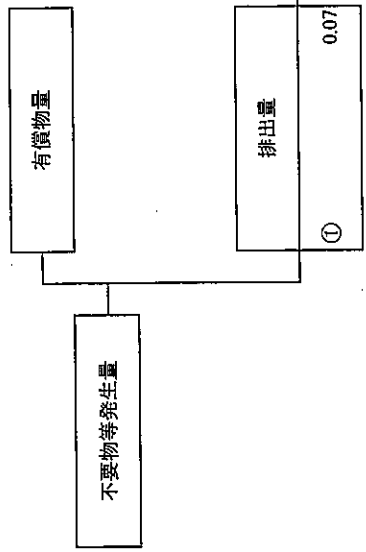 有償物量
不要物等発生量
排出量
① 0.07